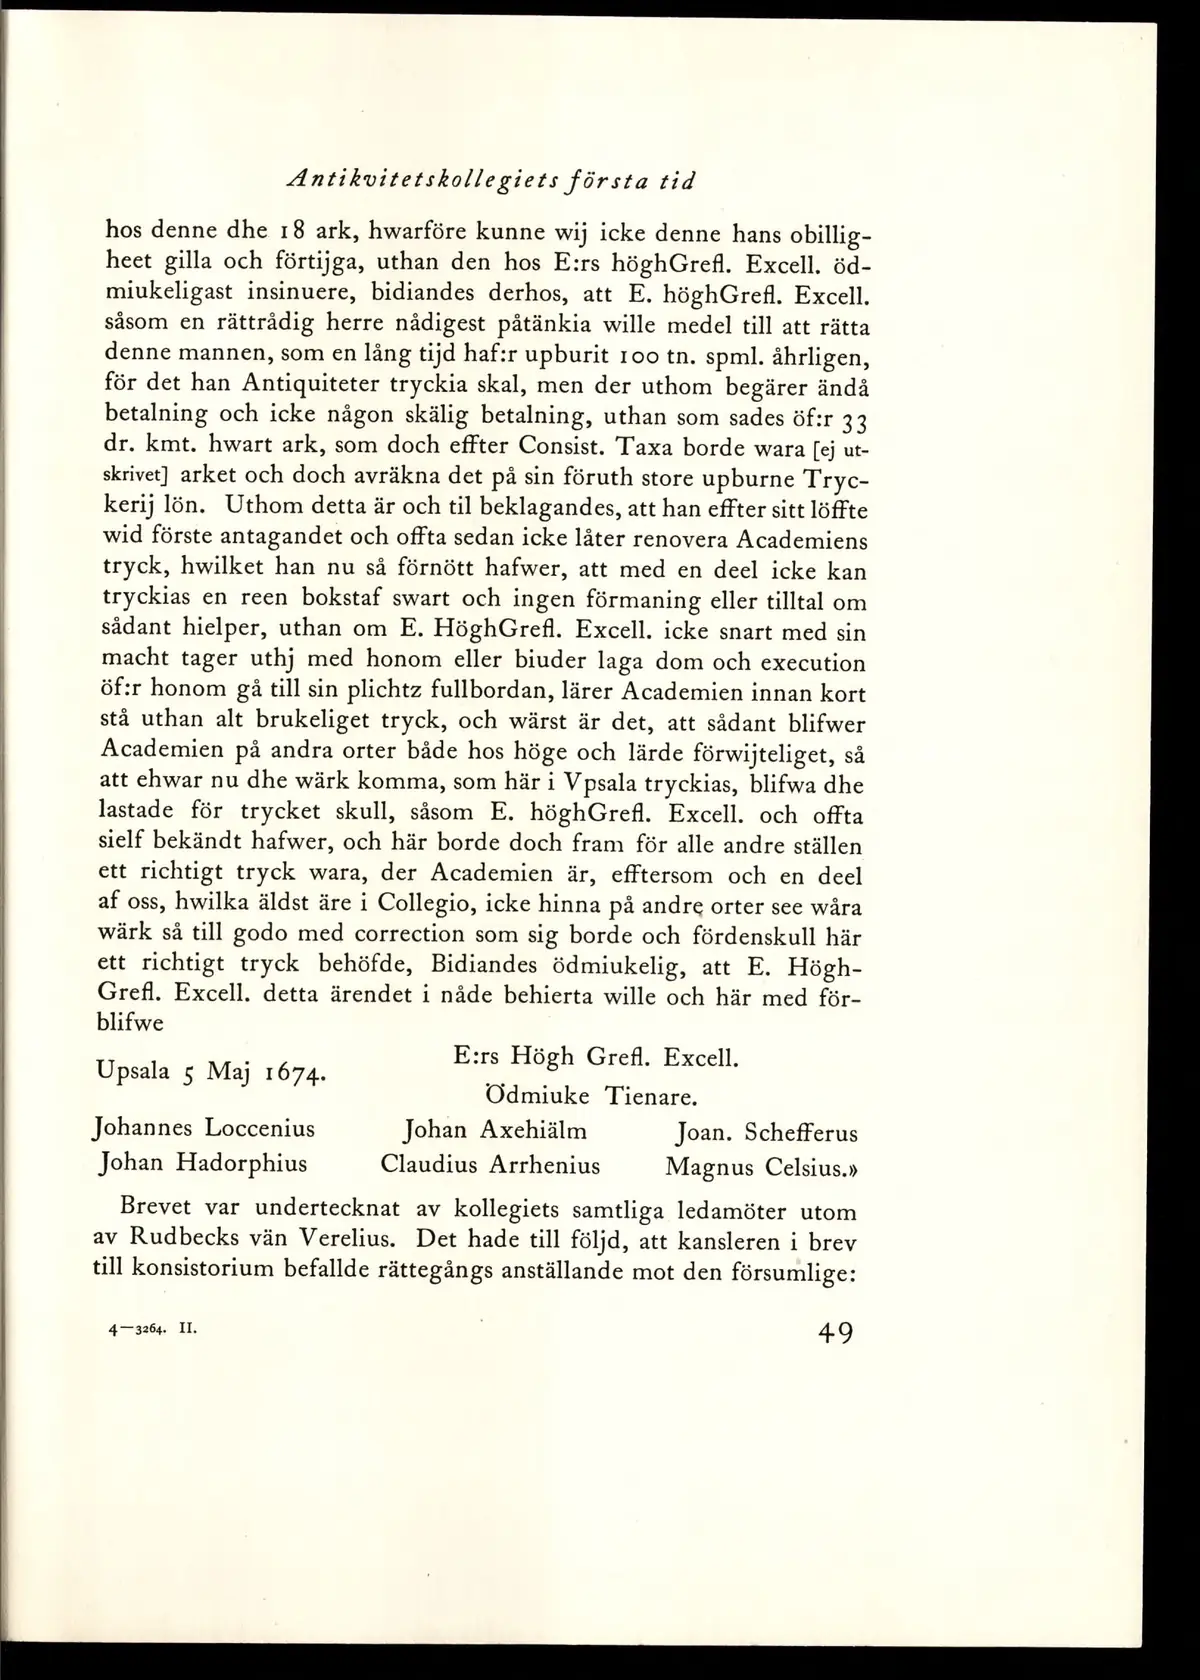 Antikvitetskollegiets första tid
hos denne dhe 18 ark, hwarföre kunne wij icke denne hans obillig-
heet gilla och förtijga, uthan den hos E:rs höghGrefl. Excell. öd-
miukeligast insinuere, bidiandes derhos, att E. höghGrefl. Excell.
såsom en rättrådig herre nådigest påtänkia wille medel till att rätta
denne mannen, som en lång tijd haf:r upburit 100 tn. spml. åhrligen,
för det han Antiquiteter tryckia skal, men der uthom begärer ändå
betalning och icke någon skälig betalning, uthan som sades öf:r 33
dr. kmt. hwart ark, som doch effter Consist. Taxa borde wara [ej ut-
skrivet] arket och doch avräkna det på sin föruth store upburne Tryc-
kerij lön. Uthom detta är och til beklagandes, att han effter sitt löffte
wid förste antagandet och offta sedan icke låter renovera Academiens
tryck, hwilket han nu så förnött hafwer, att med en deel icke kan
tryckias en reen bokstaf swart och ingen förmaning eller tilltal om
sådant hielper, uthan om E. HöghGrefl. Excell. icke snart med sin
macht tager uthj med honom eller biuder laga dom och execution
öf:r honom gå till sin plichtz fullbordan, lärer Academien innan kort
stå uthan alt brukeliget tryck, och wärst är det, att sådant blifwer
Academien på andra orter både hos höge och lärde förwijteliget, så
att ehwar nu dhe wärk komma, som här i Vpsala tryckias, blifwa dhe
lastade för trycket skull, såsom E. höghGrefl. Excell. och offta
sielf bekändt hafwer, och här borde doch fram för alle andre ställen
ett richtigt tryck wara, der Academien är, efftersom och en deel
af oss, hwilka äldst äre i Collegio, icke hinna på andrę orter see wåra
wärk så till godo med correction som sig borde och fördenskull här
ett richtigt tryck behöfde, Bidiandes ödmiukelig, att E. Högh-
Grefl. Excell. detta ärendet i nåde behierta wille och här med för-
blifwe
E:rs Högh Grefl. Excell.
Upsala 5 Maj 1674.
Ödmiuke Tienare.
Johannes Loccenius Johan Axehiälm Joan. Schefferus
Johan Hadorphius Claudius Arrhenius Magnus Celsius.»
Brevet var undertecknat av kollegiets samtliga ledamöter utom
av Rudbecks vän Verelius. Det hade till följd, att kansleren i brev
till konsistorium befallde rättegångs anställande mot den försumlige:
4—3264. II.
49